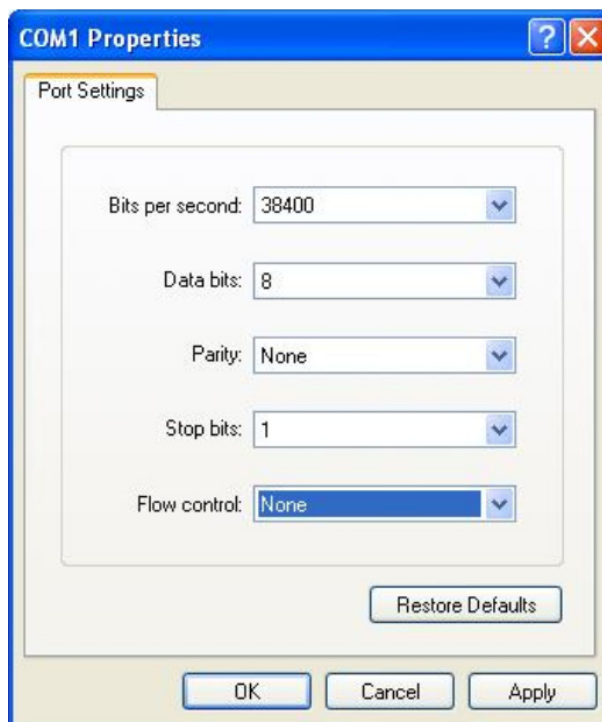 COM1 Properties
Port Settings
Bits per second: 38400
Data bits: 8
Parity: None
Stop bits: 1
Flow control: None
Restore Defaults
OK Cancel Apply